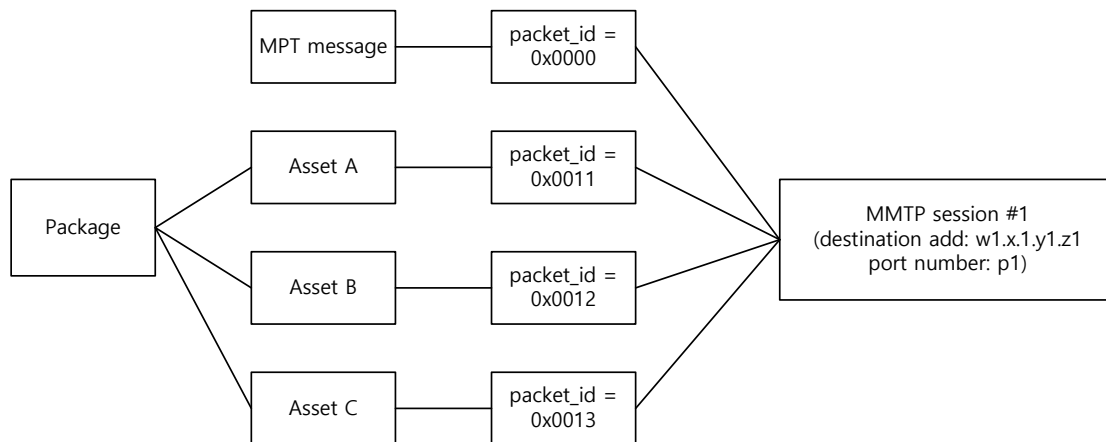 MPT message
packet_id =
0x0000
Asset A
packet_id =
0x0011
Package
MMTP session #1
(destination add: w1.x.1.y1.z1
port number: p1)
Asset B
packet_id =
0x0012
Asset C
packet_id =
0x0013